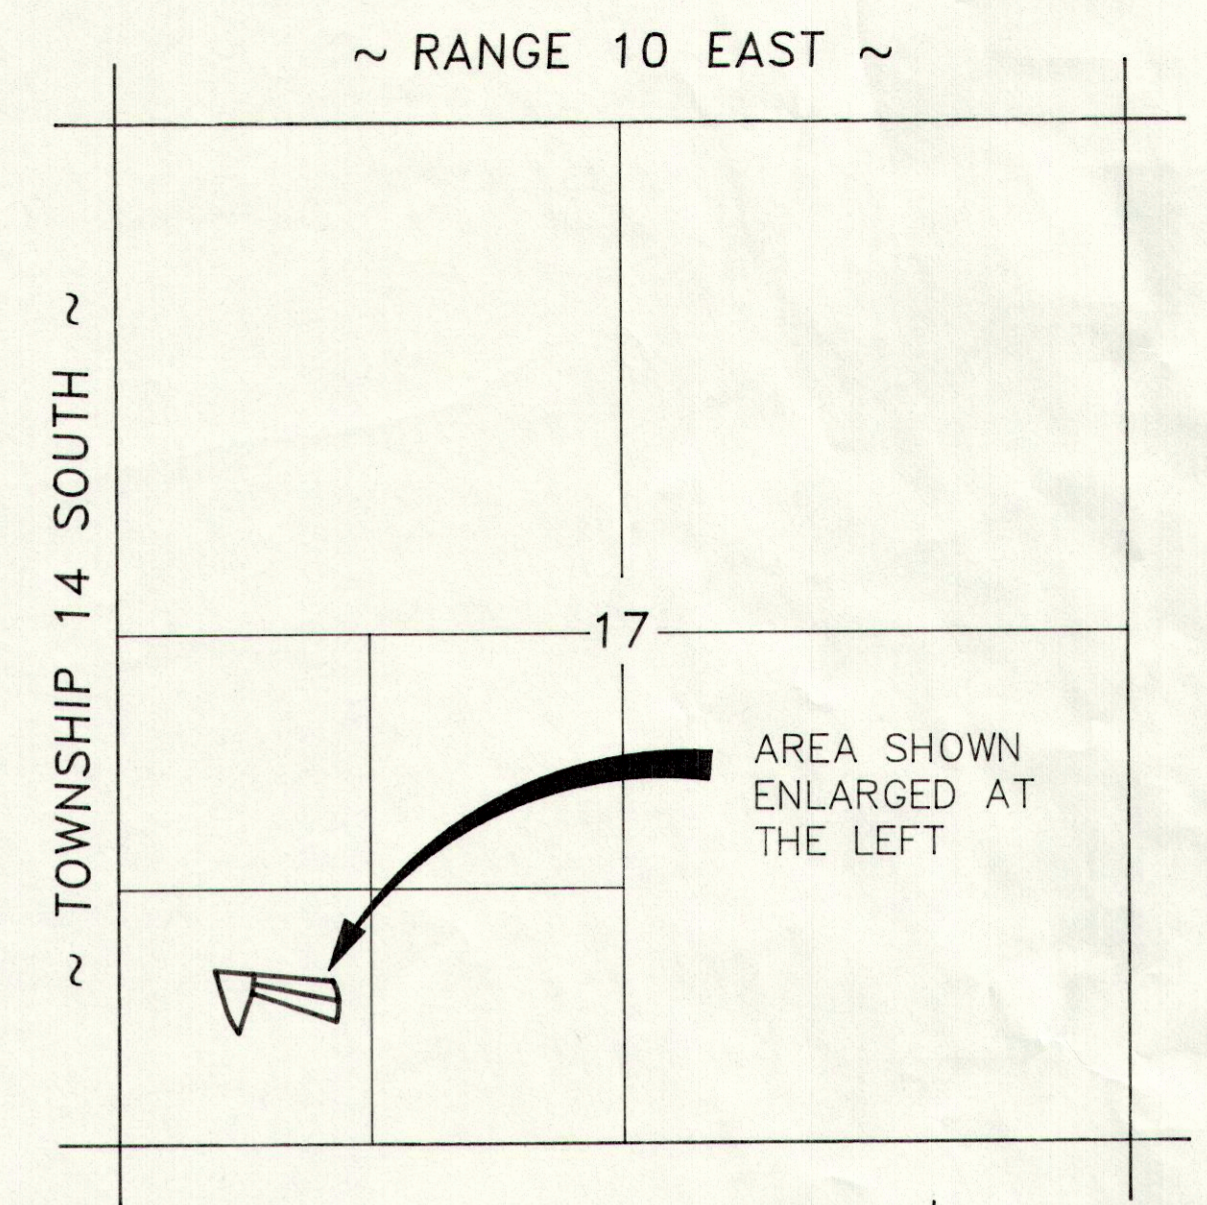 ~ RANGE 10 EAST ~
~ TOWNSHIP 14 SOUTH ~
17
AREA SHOWN
ENLARGED AT
THE LEFT